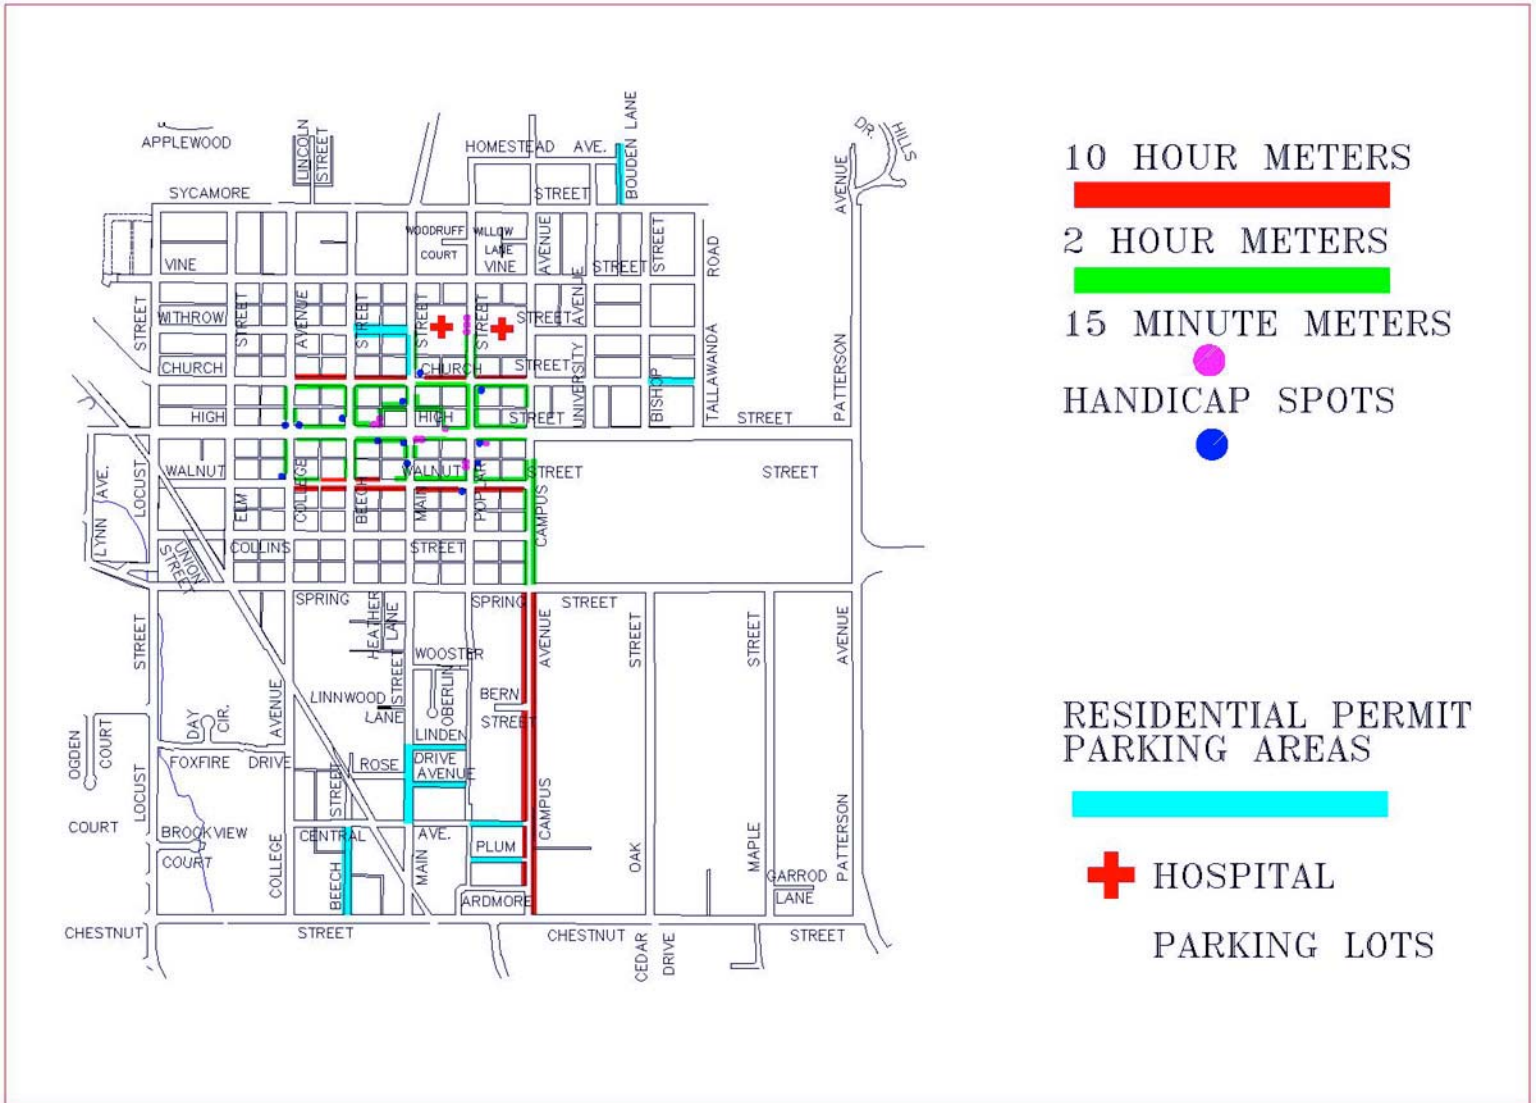 APPLEWOOD
LINCOLN
STREET
HOMESTEAD AVE.
BOUDEN LANE
DR. HILLS
SYCAMORE
STREET
AVENUE
WOODRUFF
COURT
WILLOW
LANE
VINE
VINE
STREET
AVENUE
STREET
ROAD
STREET
WITHROW
STREET
AVENUE
STREET
STREET
STREET
STREET
AVENUE
CHURCH
CHURCH
STREET
UNIVERSITY
BISHOP
TALLAWANDA
PATTERSON
HIGH
HIGH
STREET
STREET
WALNUT
WALNUT
STREET
STREET
LYNN AVE.
LOCUST
ELM
COLLEGE
BEECH
MAIN
POPLAR
CAMPUS
UNION
STREET
COLLINS
STREET
SPRING
SPRING
STREET
STREET
HEATHER
LANE
WOOSTER
AVENUE
STREET
STREET
AVENUE
LINNWOOD
LANE
STREET
OBERLIN
BERN
STREET
DAY
CIR.
AVENUE
LINDEN
DRIVE
OGDEN
COURT
FOXFIRE DRIVE
ROSE
AVENUE
LOCUST
STREET
CAMPUS
COURT
BROOKVIEW
COURT
CENTRAL
AVE.
PLUM
COLLEGE
BEECH
MAIN
OAK
MAPLE
PATTERSON
GARROD
LANE
ARDMORE
CHESTNUT
STREET
CHESTNUT
STREET
CEDAR
DRIVE
10 HOUR METERS
2 HOUR METERS
15 MINUTE METERS
HANDICAP SPOTS
RESIDENTIAL PERMIT
PARKING AREAS
HOSPITAL
PARKING LOTS